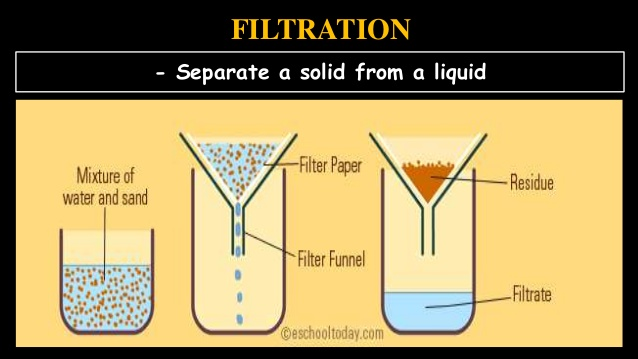 FILTRATION
- Separate a solid from a liquid
Mixture of
water and sand
Filter Paper
Filter Funnel
Residue
Filtrate
©eschooltoday.com